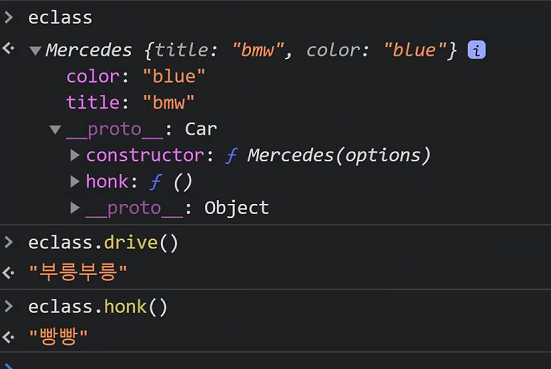 eclass
Mercedes {title: "bmw", color: "blue"} i
color: "blue"
title: "bmw"
__proto__: Car
constructor: ƒ Mercedes(options)
honk: ƒ ()
__proto__: Object
eclass.drive()
"부릉부릉"
eclass.honk()
"빵빵"